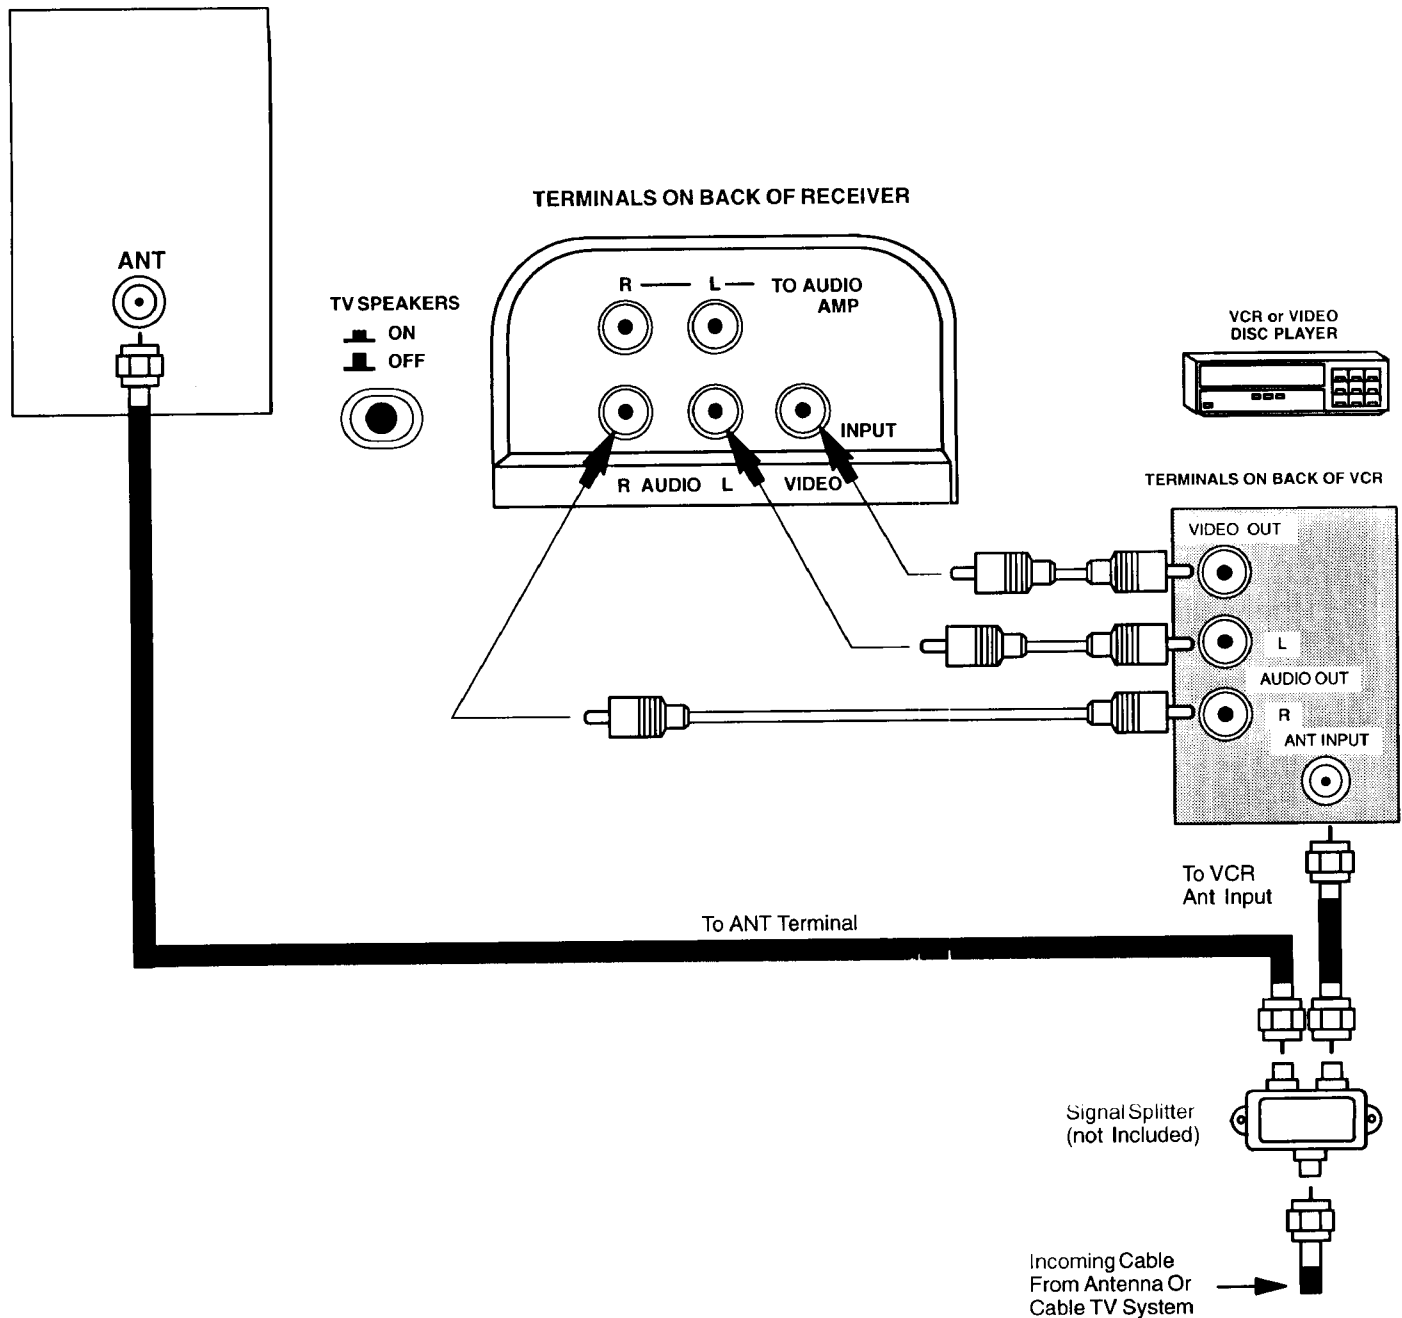 TERMINALS ON BACK OF RECEIVER
ANT
TV SPEAKERS
ON
OFF
R L TO AUDIO
AMP
INPUT
R AUDIO L VIDEO
VCR or VIDEO
DISC PLAYER
TERMINALS ON BACK OF VCR
VIDEO OUT
L
AUDIO OUT
R
ANT INPUT
To VCR
Ant Input
To ANT Terminal
Signal Splitter
(not Included)
Incoming Cable
From Antenna Or
Cable TV System